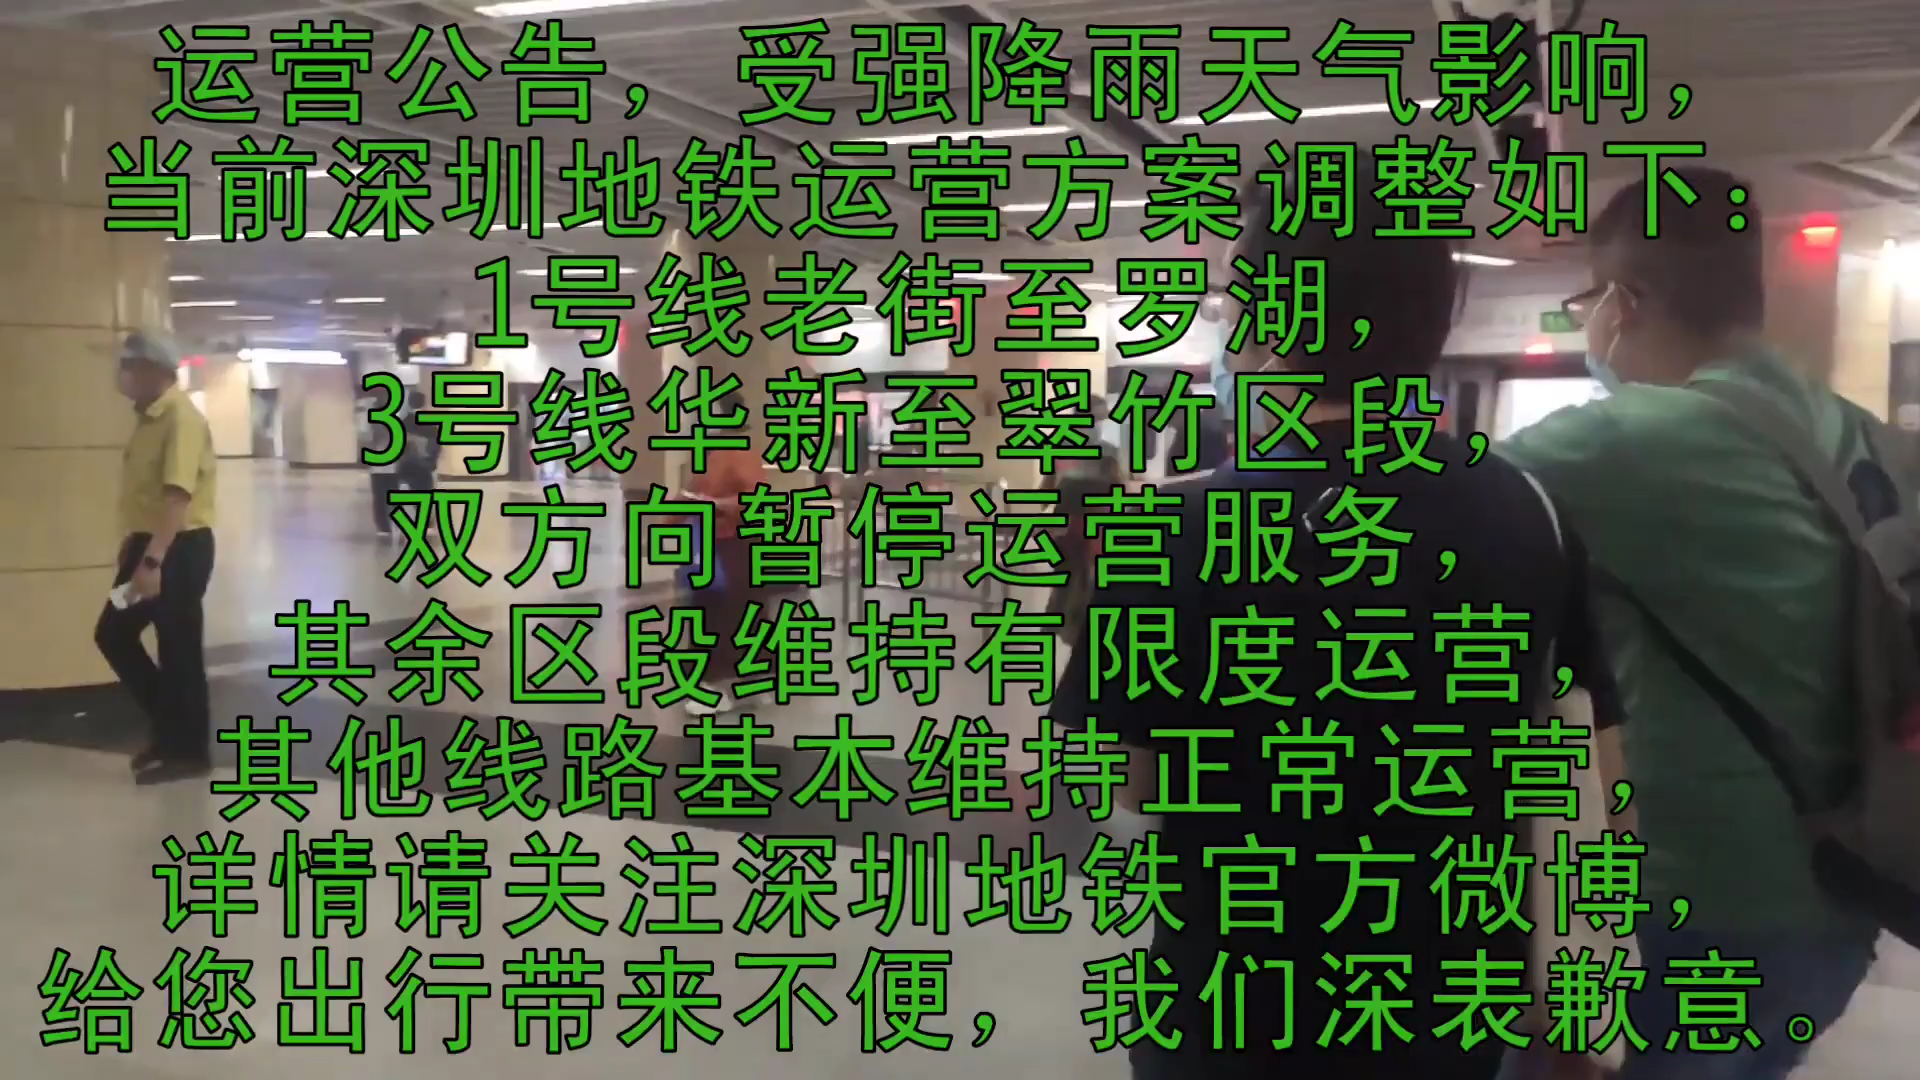 运营公告，受强降雨天气影响，
当前深圳地铁运营方案调整如下：
1号线老街至罗湖，
3号线华新至翠竹区段，
双方向暂停运营服务，
其余区段维持有限度运营，
其他线路基本维持正常运营，
详情请关注深圳地铁官方微博，
给您出行带来不便，我们深表歉意。